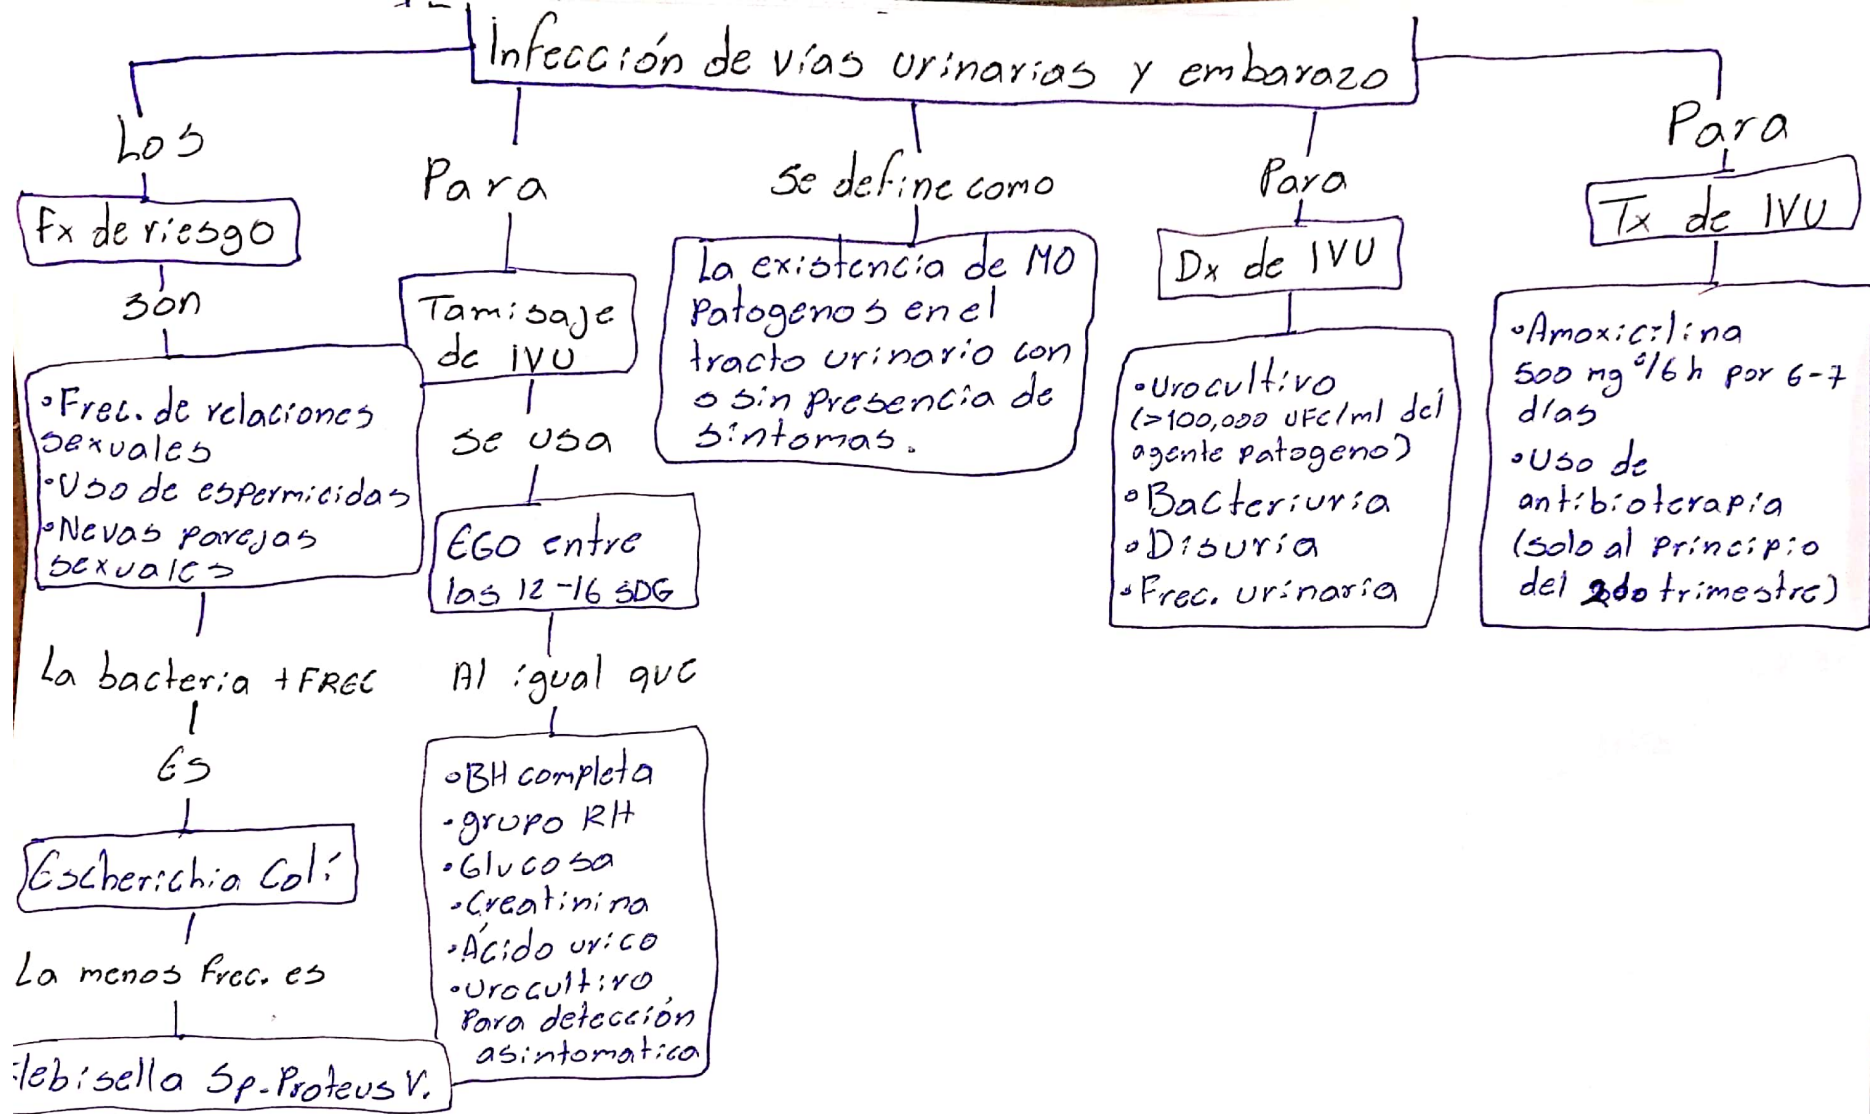 Infección de vías urinarias y embarazo
Los
Fx de riesgo
son
•Frec. de relaciones
sexuales
•Uso de espermicidas
•Nevas parejas
sexuales
La bacteria +FREC
Es
Escherichia Coli
La menos frec. es
lebisella Sp-Proteus V.
Para
Tamisaje
de IVU
se usa
EGO entre
las 12-16 SDG
Al igual que
•BH completa
•grupo RH
•Glucosa
•Creatinina
•Ácido urico
•urocultivo
Para detección
asintomatica
Se define como
La existencia de MO
Patogenos en el
tracto urinario con
o sin presencia de
sintomas.
Para
Dx de IVU
•Urocultivo
(>100,000 UFC/ml del
agente patogeno)
•Bacteriuria
•Disuria
•Frec. urinaria
Para
Tx de IVU
•Amoxicilina
500 mg c/6h por 6-7
días
•Uso de
antibioterapia
(solo al principio
del 2do trimestre)